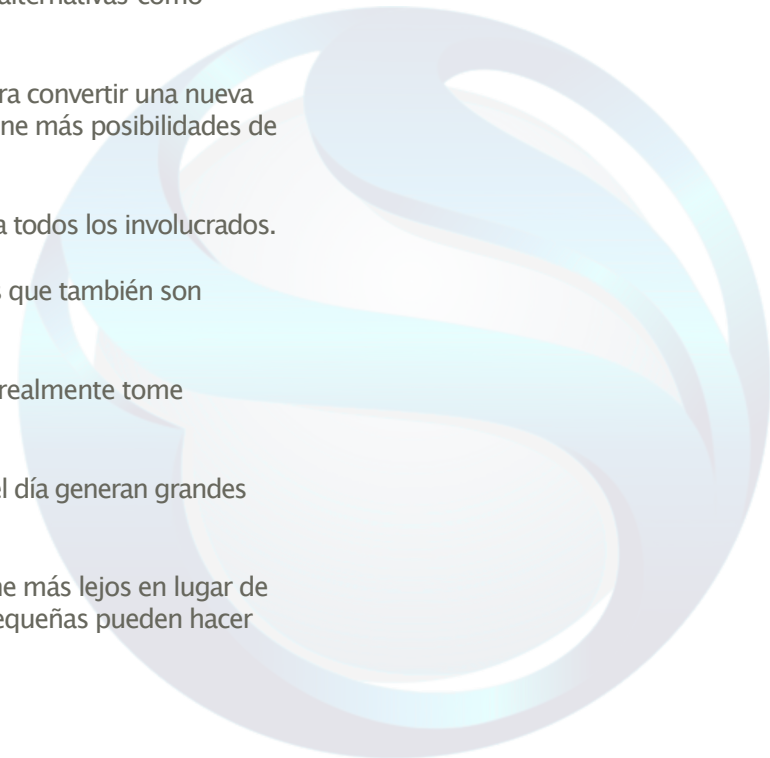 alternativas como
ra convertir una nueva
ne más posibilidades de
a todos los involucrados.
s que también son
realmente tome
el día generan grandes
ne más lejos en lugar de
equeñas pueden hacer